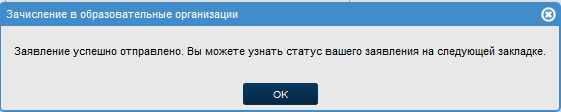 Зачисление в образовательные организации
Заявление успешно отправлено. Вы можете узнать статус вашего заявления на следующей закладке.
OK